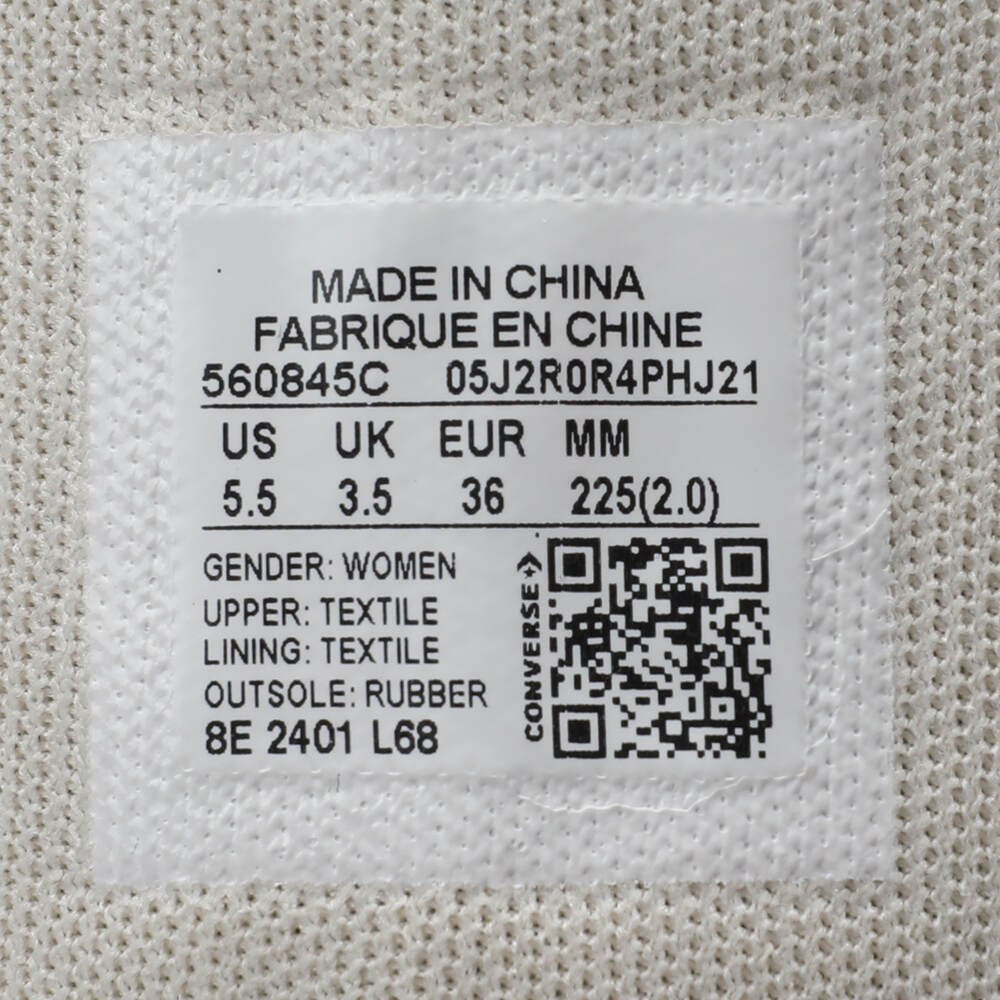 MADE IN CHINA
FABRIQUE EN CHINE
560845C 05J2R0R4PHJ21
US UK EUR MM
5.5 3.5 36 225(2.0)
GENDER: WOMEN
UPPER: TEXTILE
LINING: TEXTILE
OUTSOLE: RUBBER
8E 2401 L68
CONVERSE